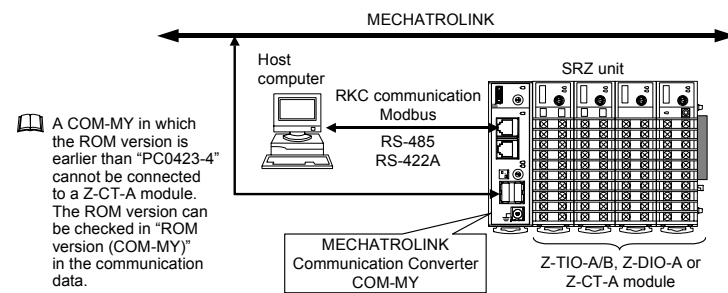 MECHATROLINK
Host
computer
SRZ unit
RKC communication
Modbus
RS-485
RS-422A
A COM-MY in which
the ROM version is
earlier than “PC0423-4”
cannot be connected
to a Z-CT-A module.
The ROM version can
be checked in “ROM
version (COM-MY)”
in the communication
data.
MECHATROLINK
Communication Converter
COM-MY
Z-TIO-A/B, Z-DIO-A or
Z-CT-A module